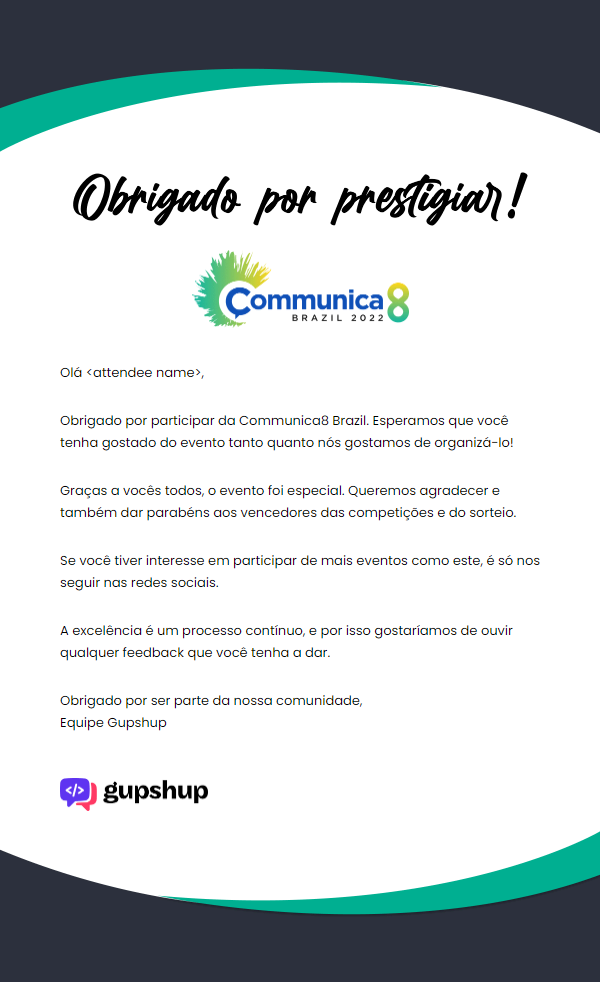 Obrigado por prestigiar!
Communica8
BRAZIL 2022
Olá <attendee name>,
Obrigado por participar da Communica8 Brazil. Esperamos que você
tenha gostado do evento tanto quanto nós gostamos de organizá-lo!
Graças a vocês todos, o evento foi especial. Queremos agradecer e
também dar parabéns aos vencedores das competições e do sorteio.
Se você tiver interesse em participar de mais eventos como este, é só nos
seguir nas redes sociais.
A excelência é um processo contínuo, e por isso gostaríamos de ouvir
qualquer feedback que você tenha a dar.
Obrigado por ser parte da nossa comunidade,
Equipe Gupshup
</> gupshup